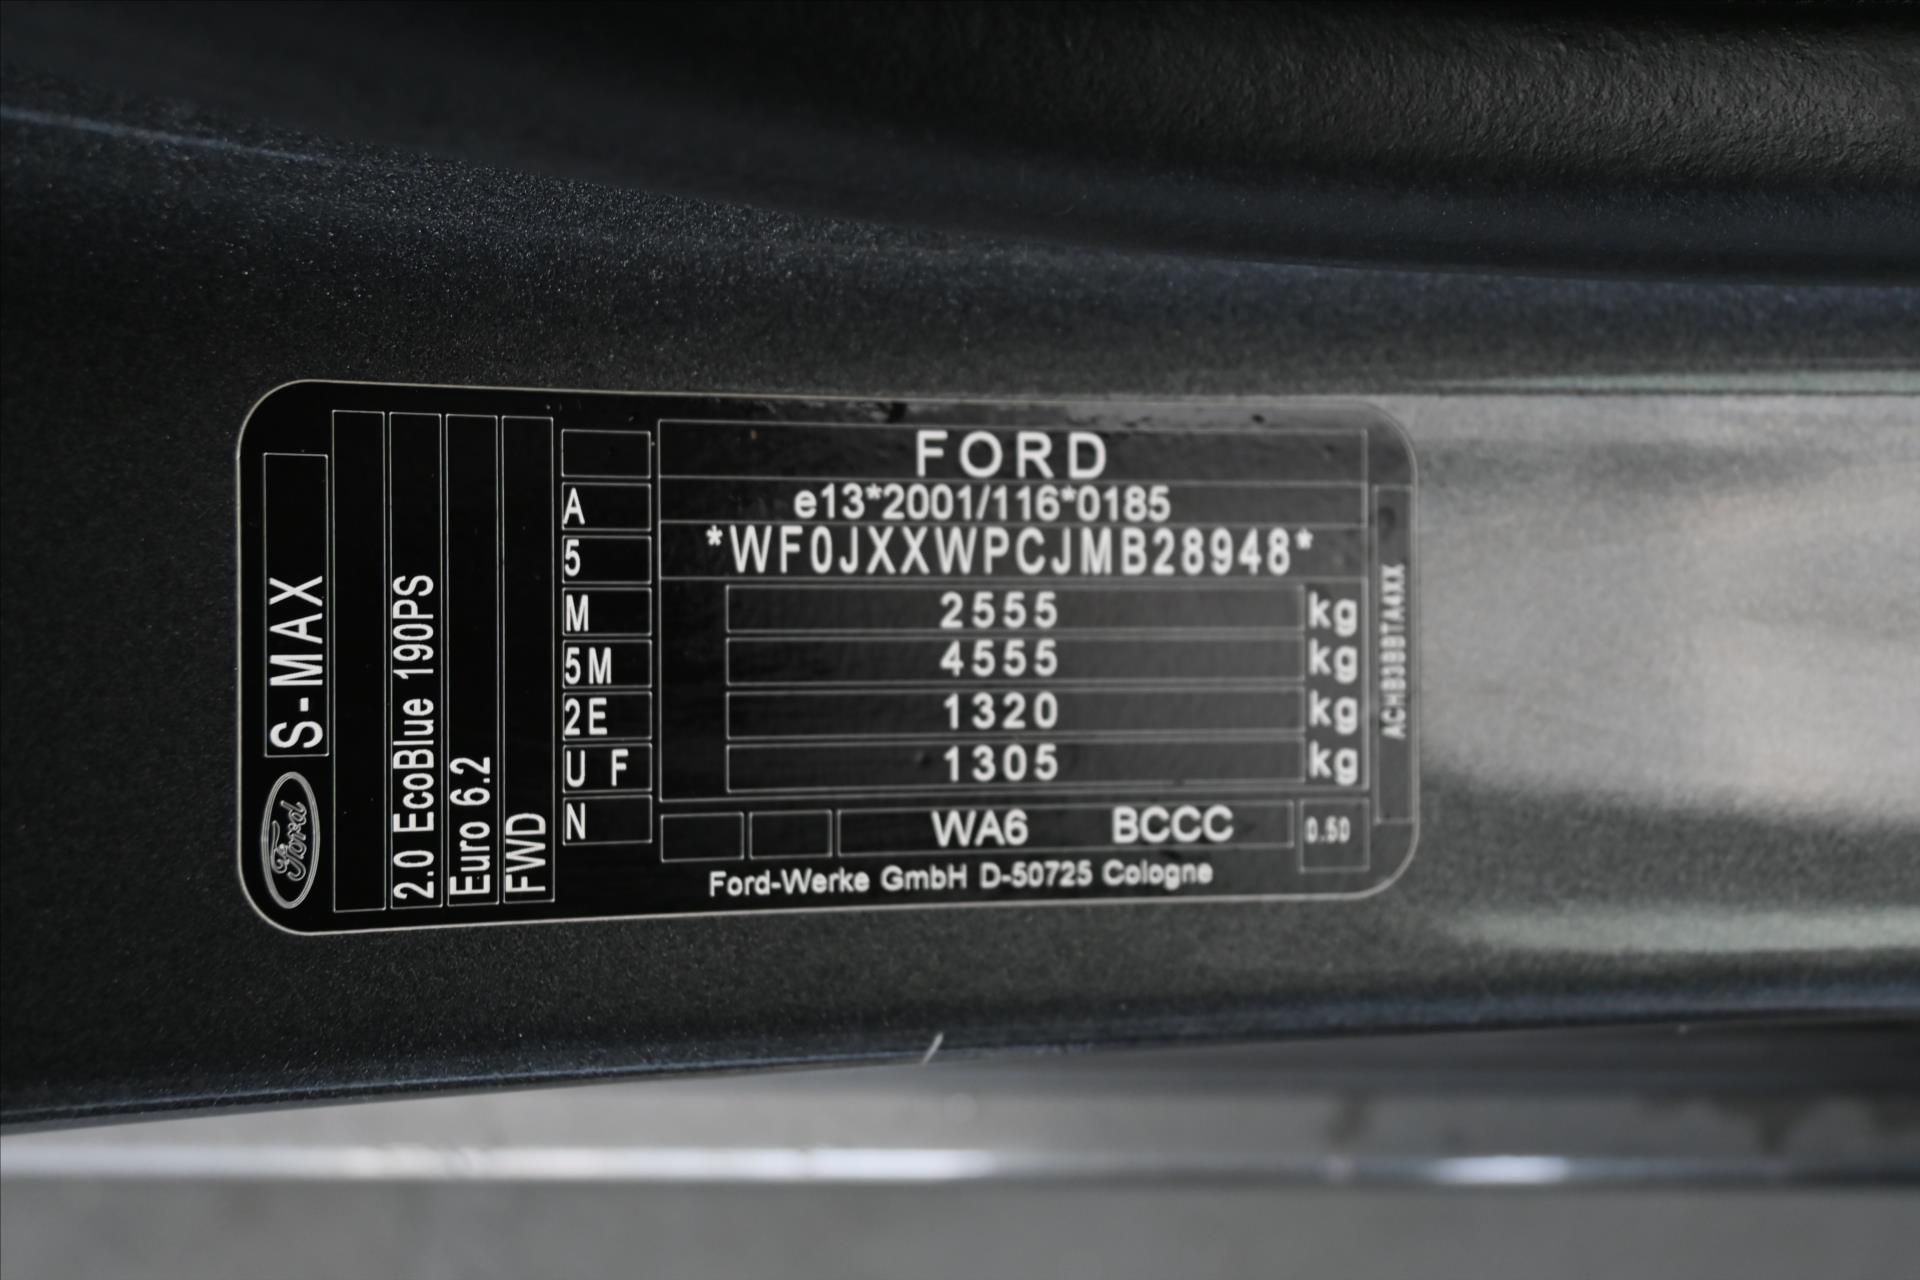 Ford
S-MAX
2.0 EcoBlue 190PS
Euro 6.2
FWD
A
5
M
5M
2E
U F
N
FORD
e13*2001/116*0185
*WF0JXXWPCJMB28948*
2555 kg
4555 kg
1320 kg
1305 kg
WA6 BCCC 0.50
Ford-Werke GmbH D-50725 Cologne